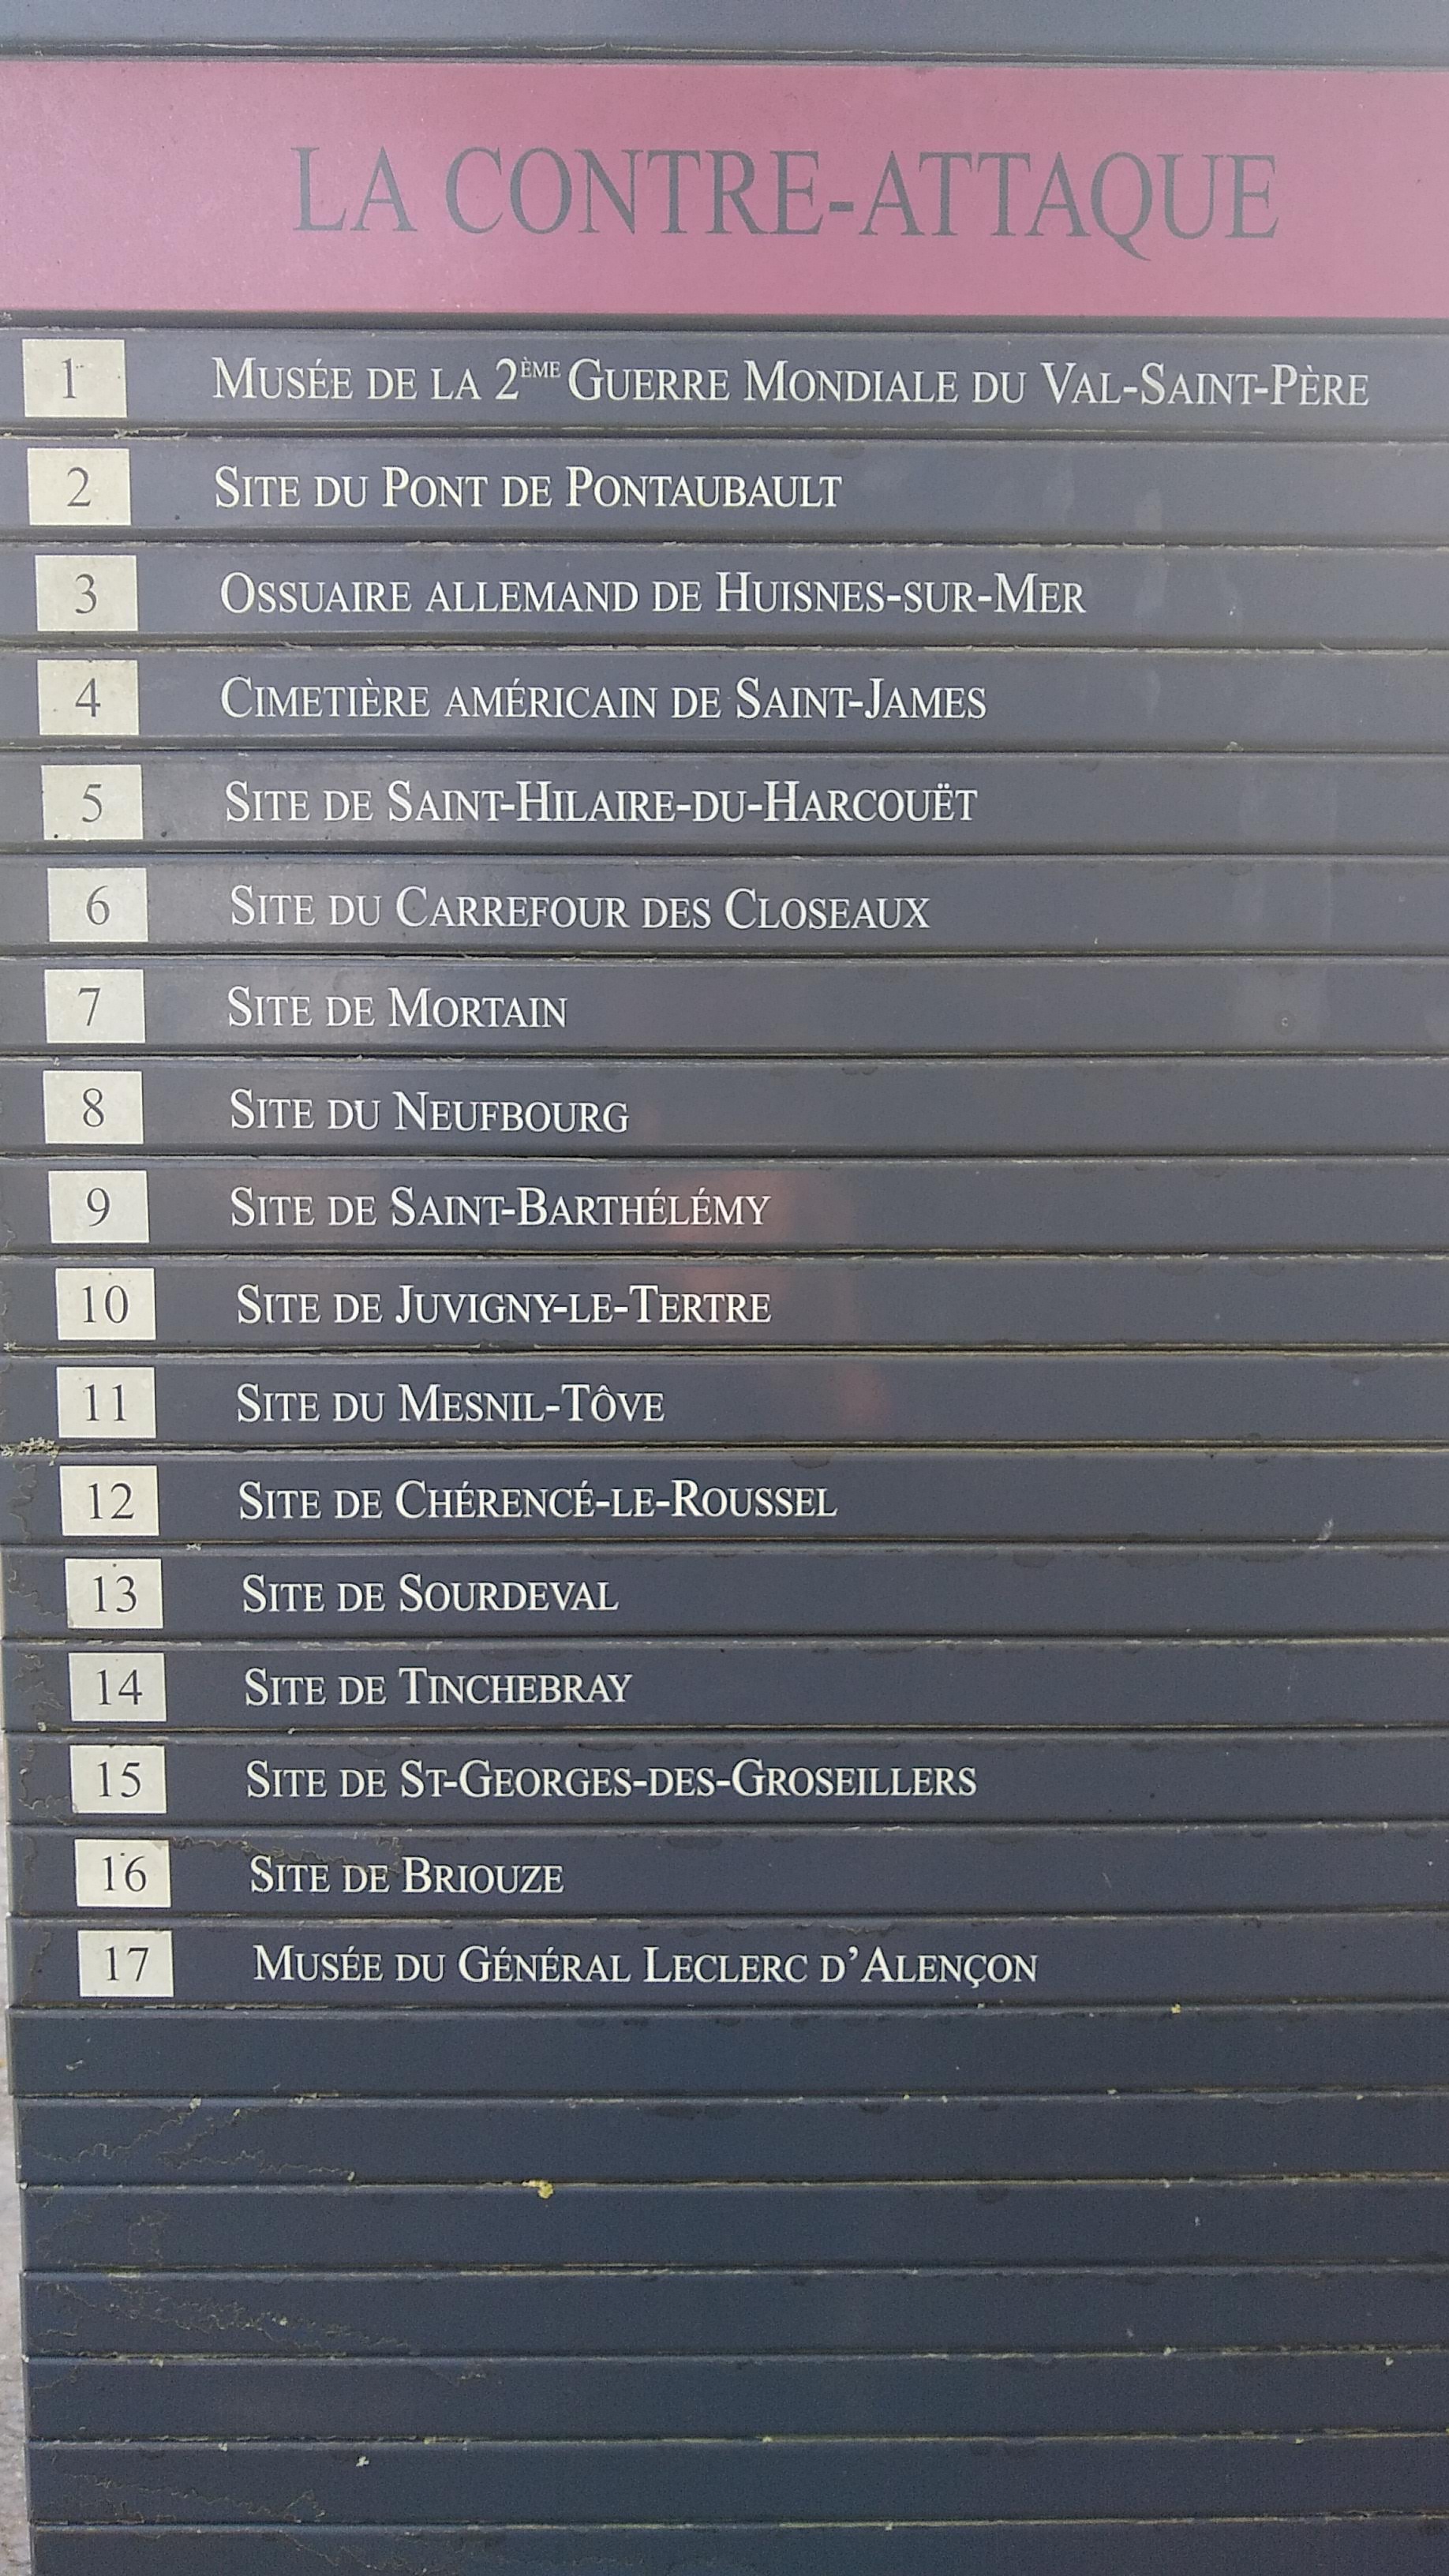 LA CONTRE-ATTAQUE
1 MUSÉE DE LA 2ÈME GUERRE MONDIALE DU VAL-SAINT-PÈRE
2 SITE DU PONT DE PONTAUBAULT
3 OSSUAIRE ALLEMAND DE HUISNES-SUR-MER
4 CIMETIÈRE AMÉRICAIN DE SAINT-JAMES
5 SITE DE SAINT-HILAIRE-DU-HARCOUËT
6 SITE DU CARREFOUR DES CLOSEAUX
7 SITE DE MORTAIN
8 SITE DU NEUFBOURG
9 SITE DE SAINT-BARTHÉLÉMY
10 SITE DE JUVIGNY-LE-TERTRE
11 SITE DU MESNIL-TÔVE
12 SITE DE CHÉRENCÉ-LE-ROUSSEL
13 SITE DE SOURDEVAL
14 SITE DE TINCHEBRAY
15 SITE DE ST-GEORGES-DES-GROSEILLERS
16 SITE DE BRIOUZE
17 MUSÉE DU GÉNÉRAL LECLERC D'ALENÇON